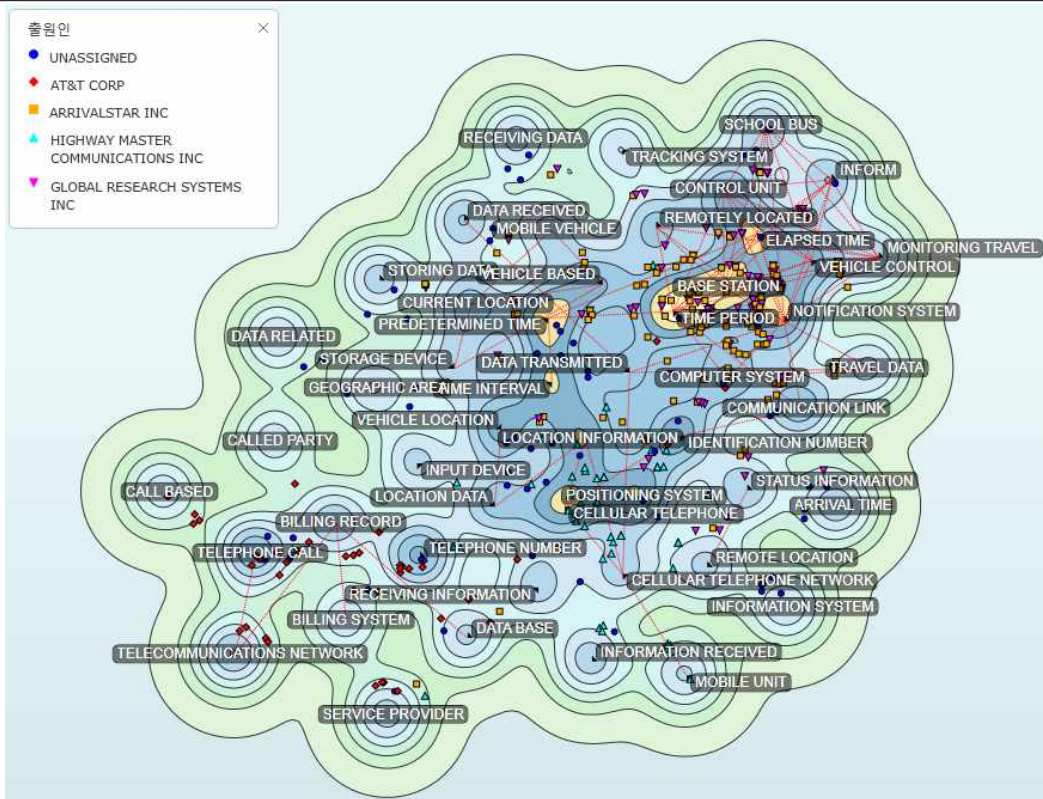 출원인
UNASSIGNED
AT&T CORP
ARRIVALSTAR INC
HIGHWAY MASTER
COMMUNICATIONS INC
GLOBAL RESEARCH SYSTEMS
INC
SCHOOL BUS
RECEIVING DATA
TRACKING SYSTEM
INFORM
CONTROL UNIT
DATA RECEIVED
REMOTELY LOCATED
MOBILE VEHICLE
ELAPSED TIME
MONITORING TRAVEL
STORING DATA
VEHICLE BASED
VEHICLE CONTROL
BASE STATION
CURRENT LOCATION
NOTIFICATION SYSTEM
PREDETERMINED TIME
TIME PERIOD
DATA RELATED
STORAGE DEVICE
DATA TRANSMITTED
TRAVEL DATA
COMPUTER SYSTEM
GEOGRAPHIC AREA
TIME INTERVAL
COMMUNICATION LINK
VEHICLE LOCATION
CALLED PARTY
LOCATION INFORMATION
IDENTIFICATION NUMBER
INPUT DEVICE
STATUS INFORMATION
CALL BASED
LOCATION DATA
POSITIONING SYSTEM
ARRIVAL TIME
CELLULAR TELEPHONE
BILLING RECORD
TELEPHONE CALL
TELEPHONE NUMBER
REMOTE LOCATION
CELLULAR TELEPHONE NETWORK
RECEIVING INFORMATION
INFORMATION SYSTEM
BILLING SYSTEM
DATA BASE
TELECOMMUNICATIONS NETWORK
INFORMATION RECEIVED
MOBILE UNIT
SERVICE PROVIDER